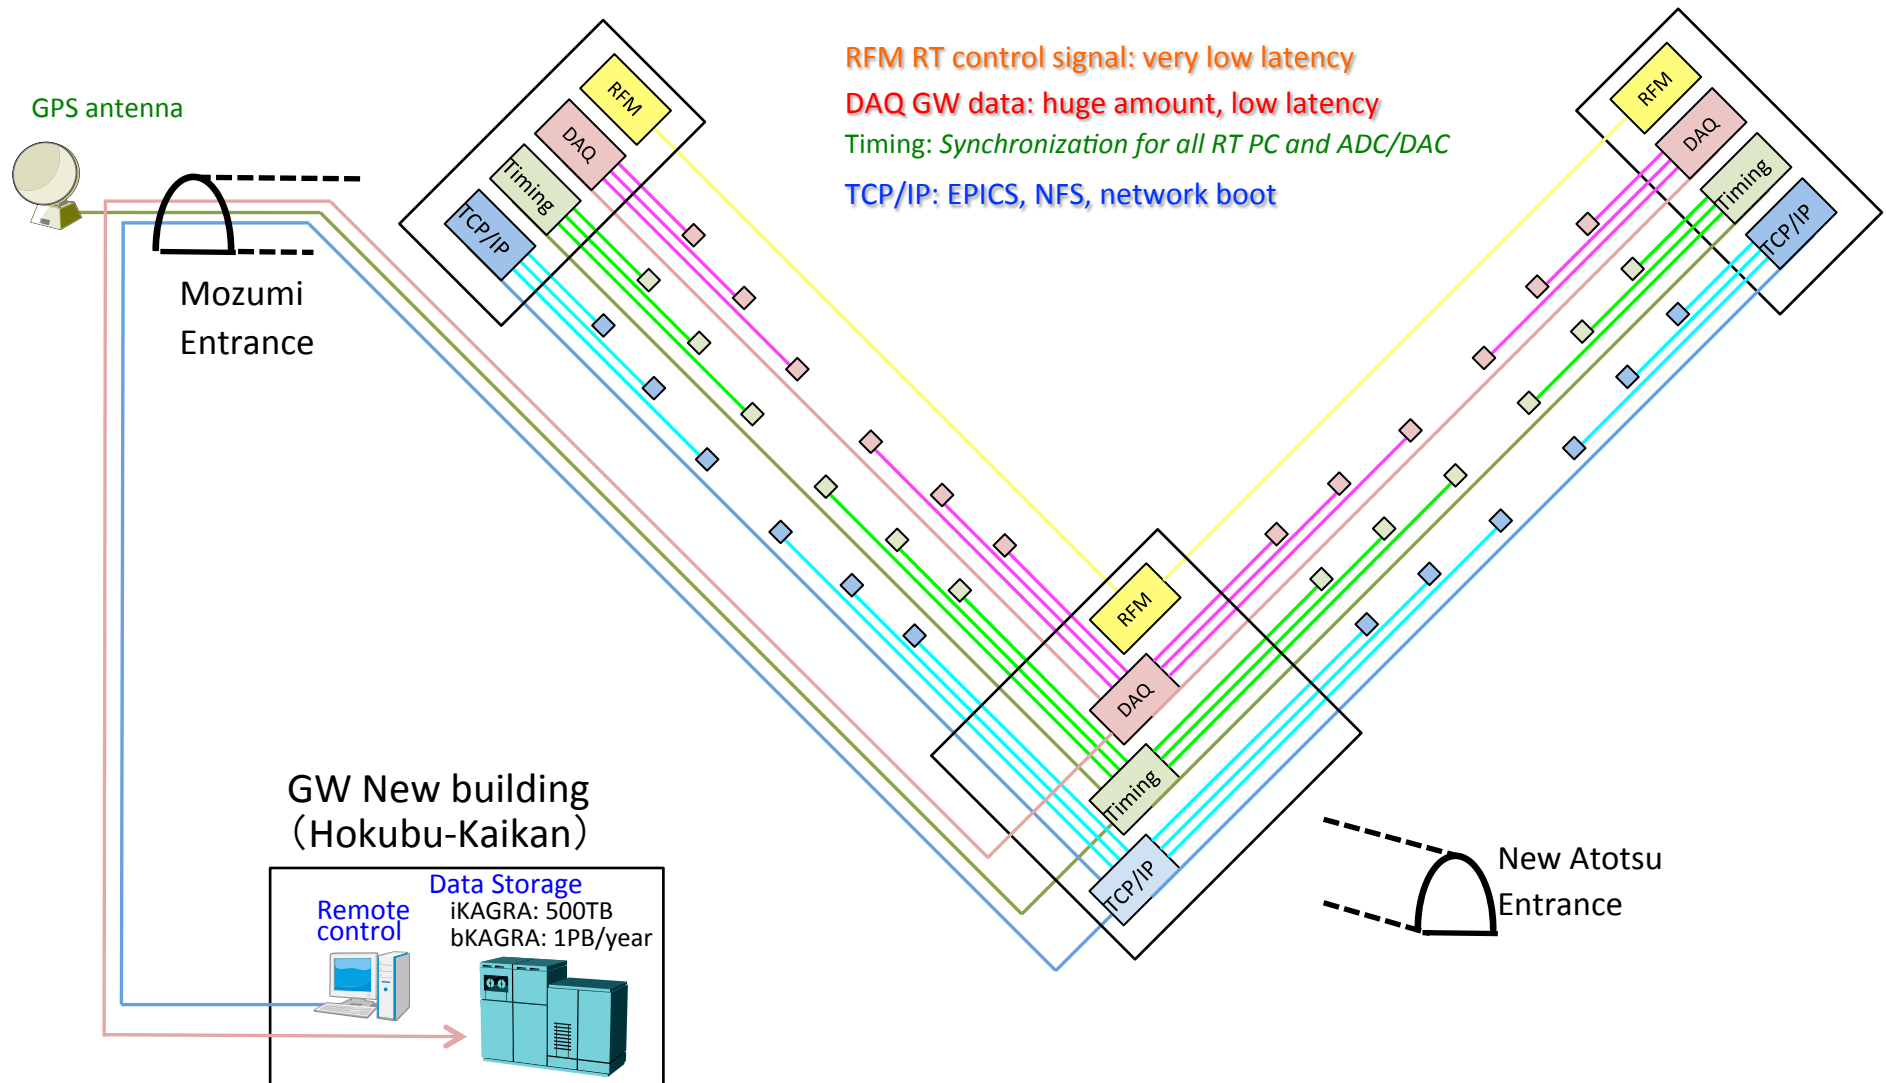 RFM RT control signal: very low latency
DAQ GW data: huge amount, low latency
Timing: Synchronization for all RT PC and ADC/DAC
TCP/IP: EPICS, NFS, network boot
GPS antenna
Mozumi
Entrance
RFM
DAQ
Timing
TCP/IP
RFM
DAQ
Timing
TCP/IP
RFM
DAQ
Timing
TCP/IP
GW New building
（Hokubu-Kaikan）
Data Storage
iKAGRA: 500TB
bKAGRA: 1PB/year
Remote
control
New Atotsu
Entrance